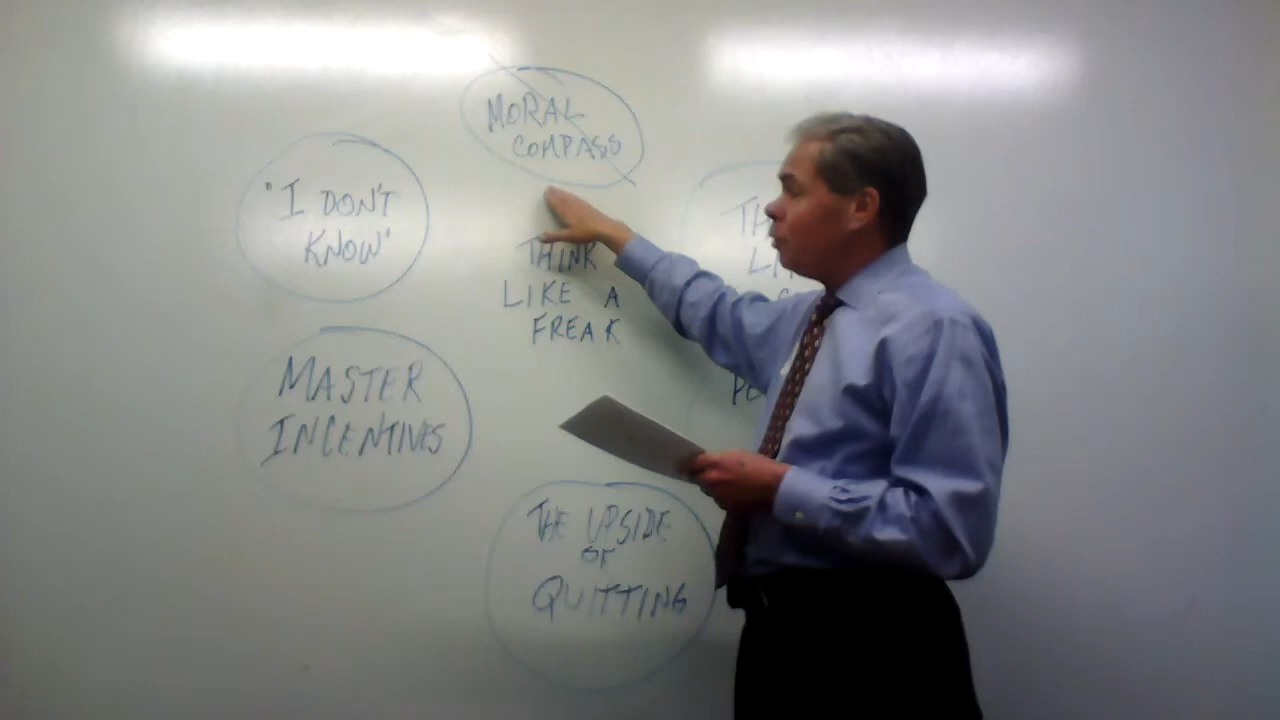 MORAL
COMPASS
"I DON'T
KNOW"
THINK
LIKE A
FREAK
MASTER
INCENTIVES
THE UPSIDE
OF
QUITTING